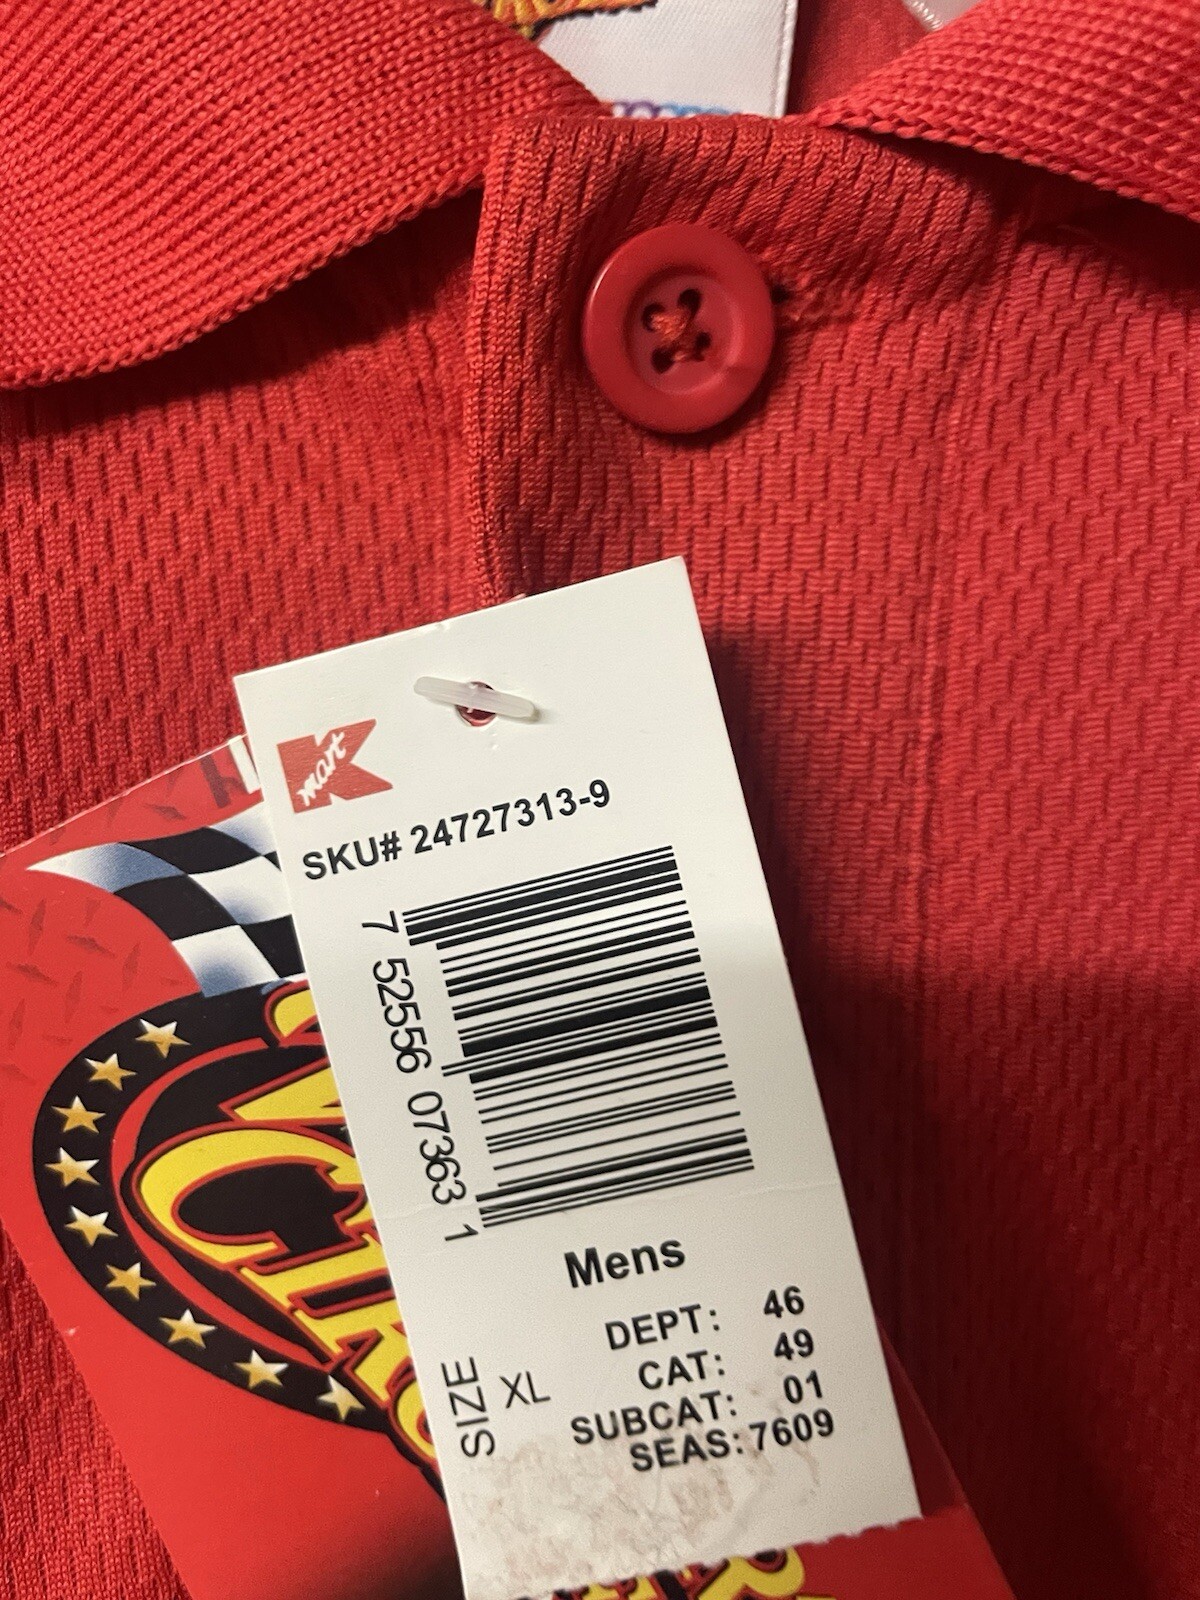 K
mart
SKU# 24727313-9
7 52556 07363 1
Mens
DEPT: 46
CAT: 49
SUBCAT: 01
SEAS: 7609
SIZE XL